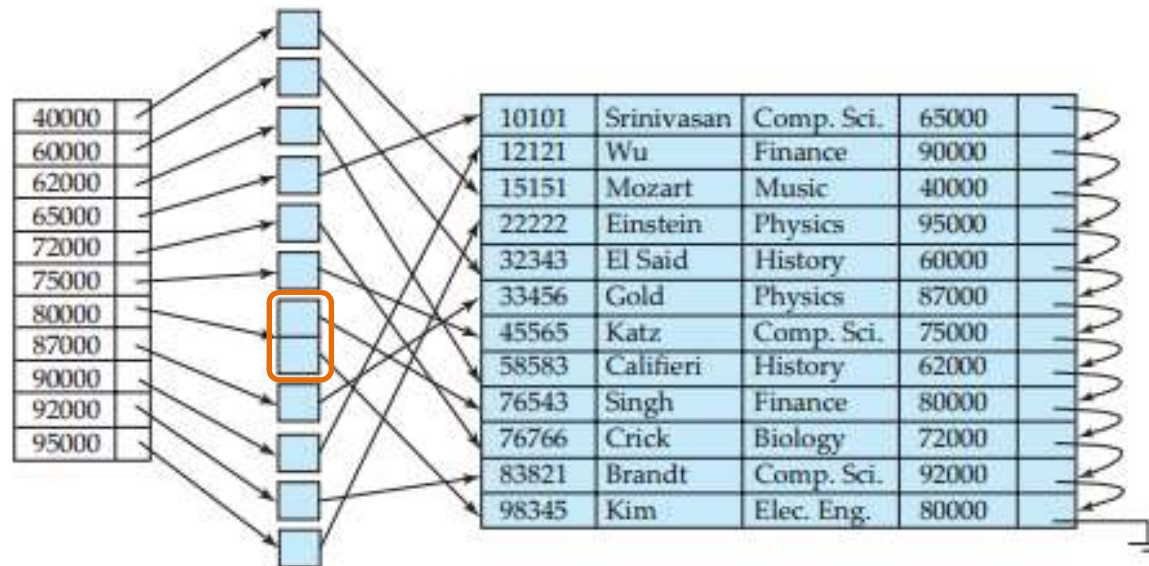 40000
60000
62000
65000
72000
75000
80000
87000
90000
92000
95000
10101 Srinivasan Comp. Sci. 65000
12121 Wu Finance 90000
15151 Mozart Music 40000
22222 Einstein Physics 95000
32343 El Said History 60000
33456 Gold Physics 87000
45565 Katz Comp. Sci. 75000
58583 Califieri History 62000
76543 Singh Finance 80000
76766 Crick Biology 72000
83821 Brandt Comp. Sci. 92000
98345 Kim Elec. Eng. 80000